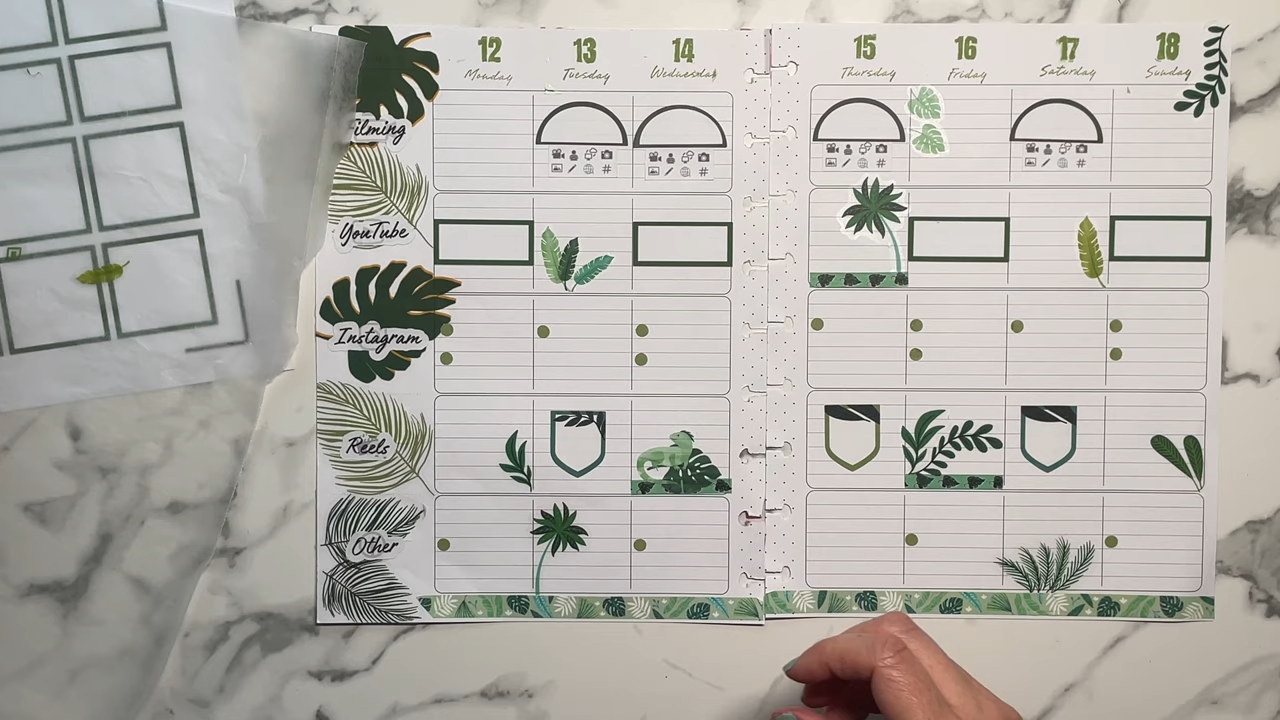 12 13 14 15 16 17 18
Monday Tuesday Wednesday Thursday Friday Saturday Sunday
Filming
YouTube
Instagram
Reels
Other
# # # #